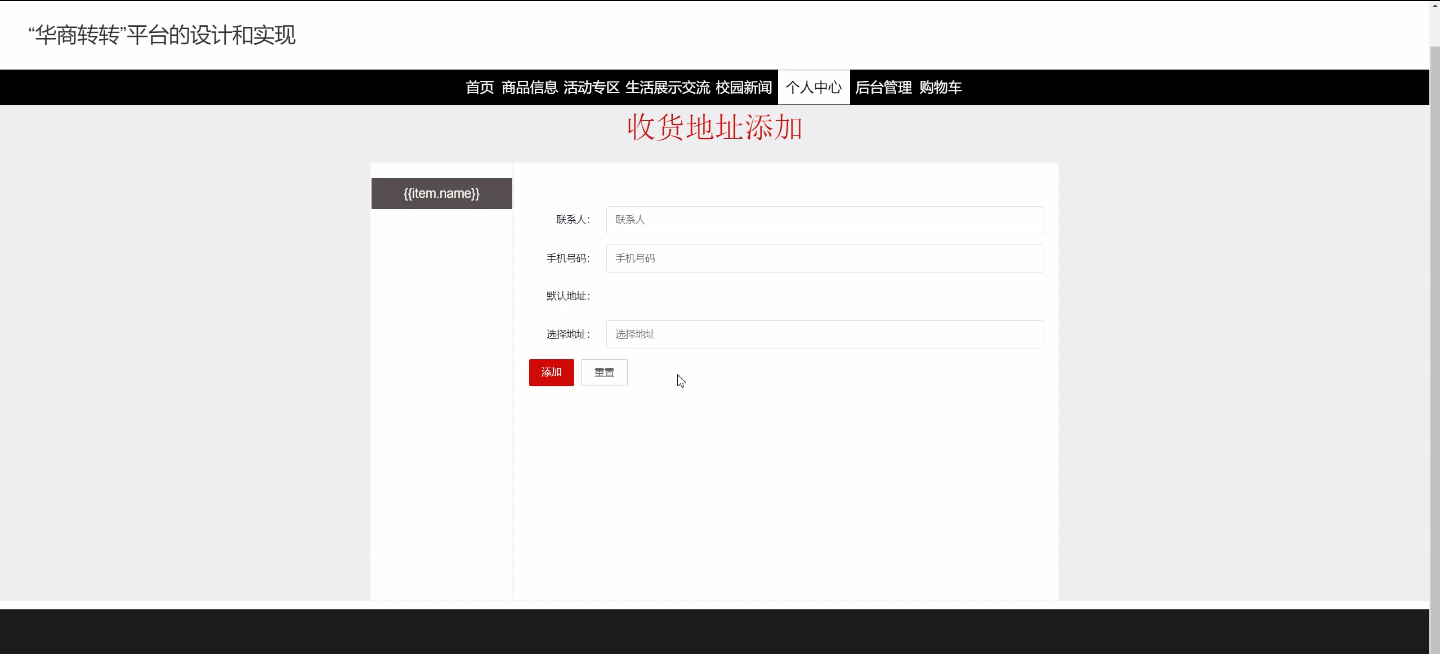 “华商转转”平台的设计和实现
首页 商品信息 活动专区 生活展示交流 校园新闻 个人中心 后台管理 购物车
收货地址添加
{{item.name}}
联系人： 联系人
手机号码： 手机号码
默认地址：
选择地址： 选择地址
添加 重置